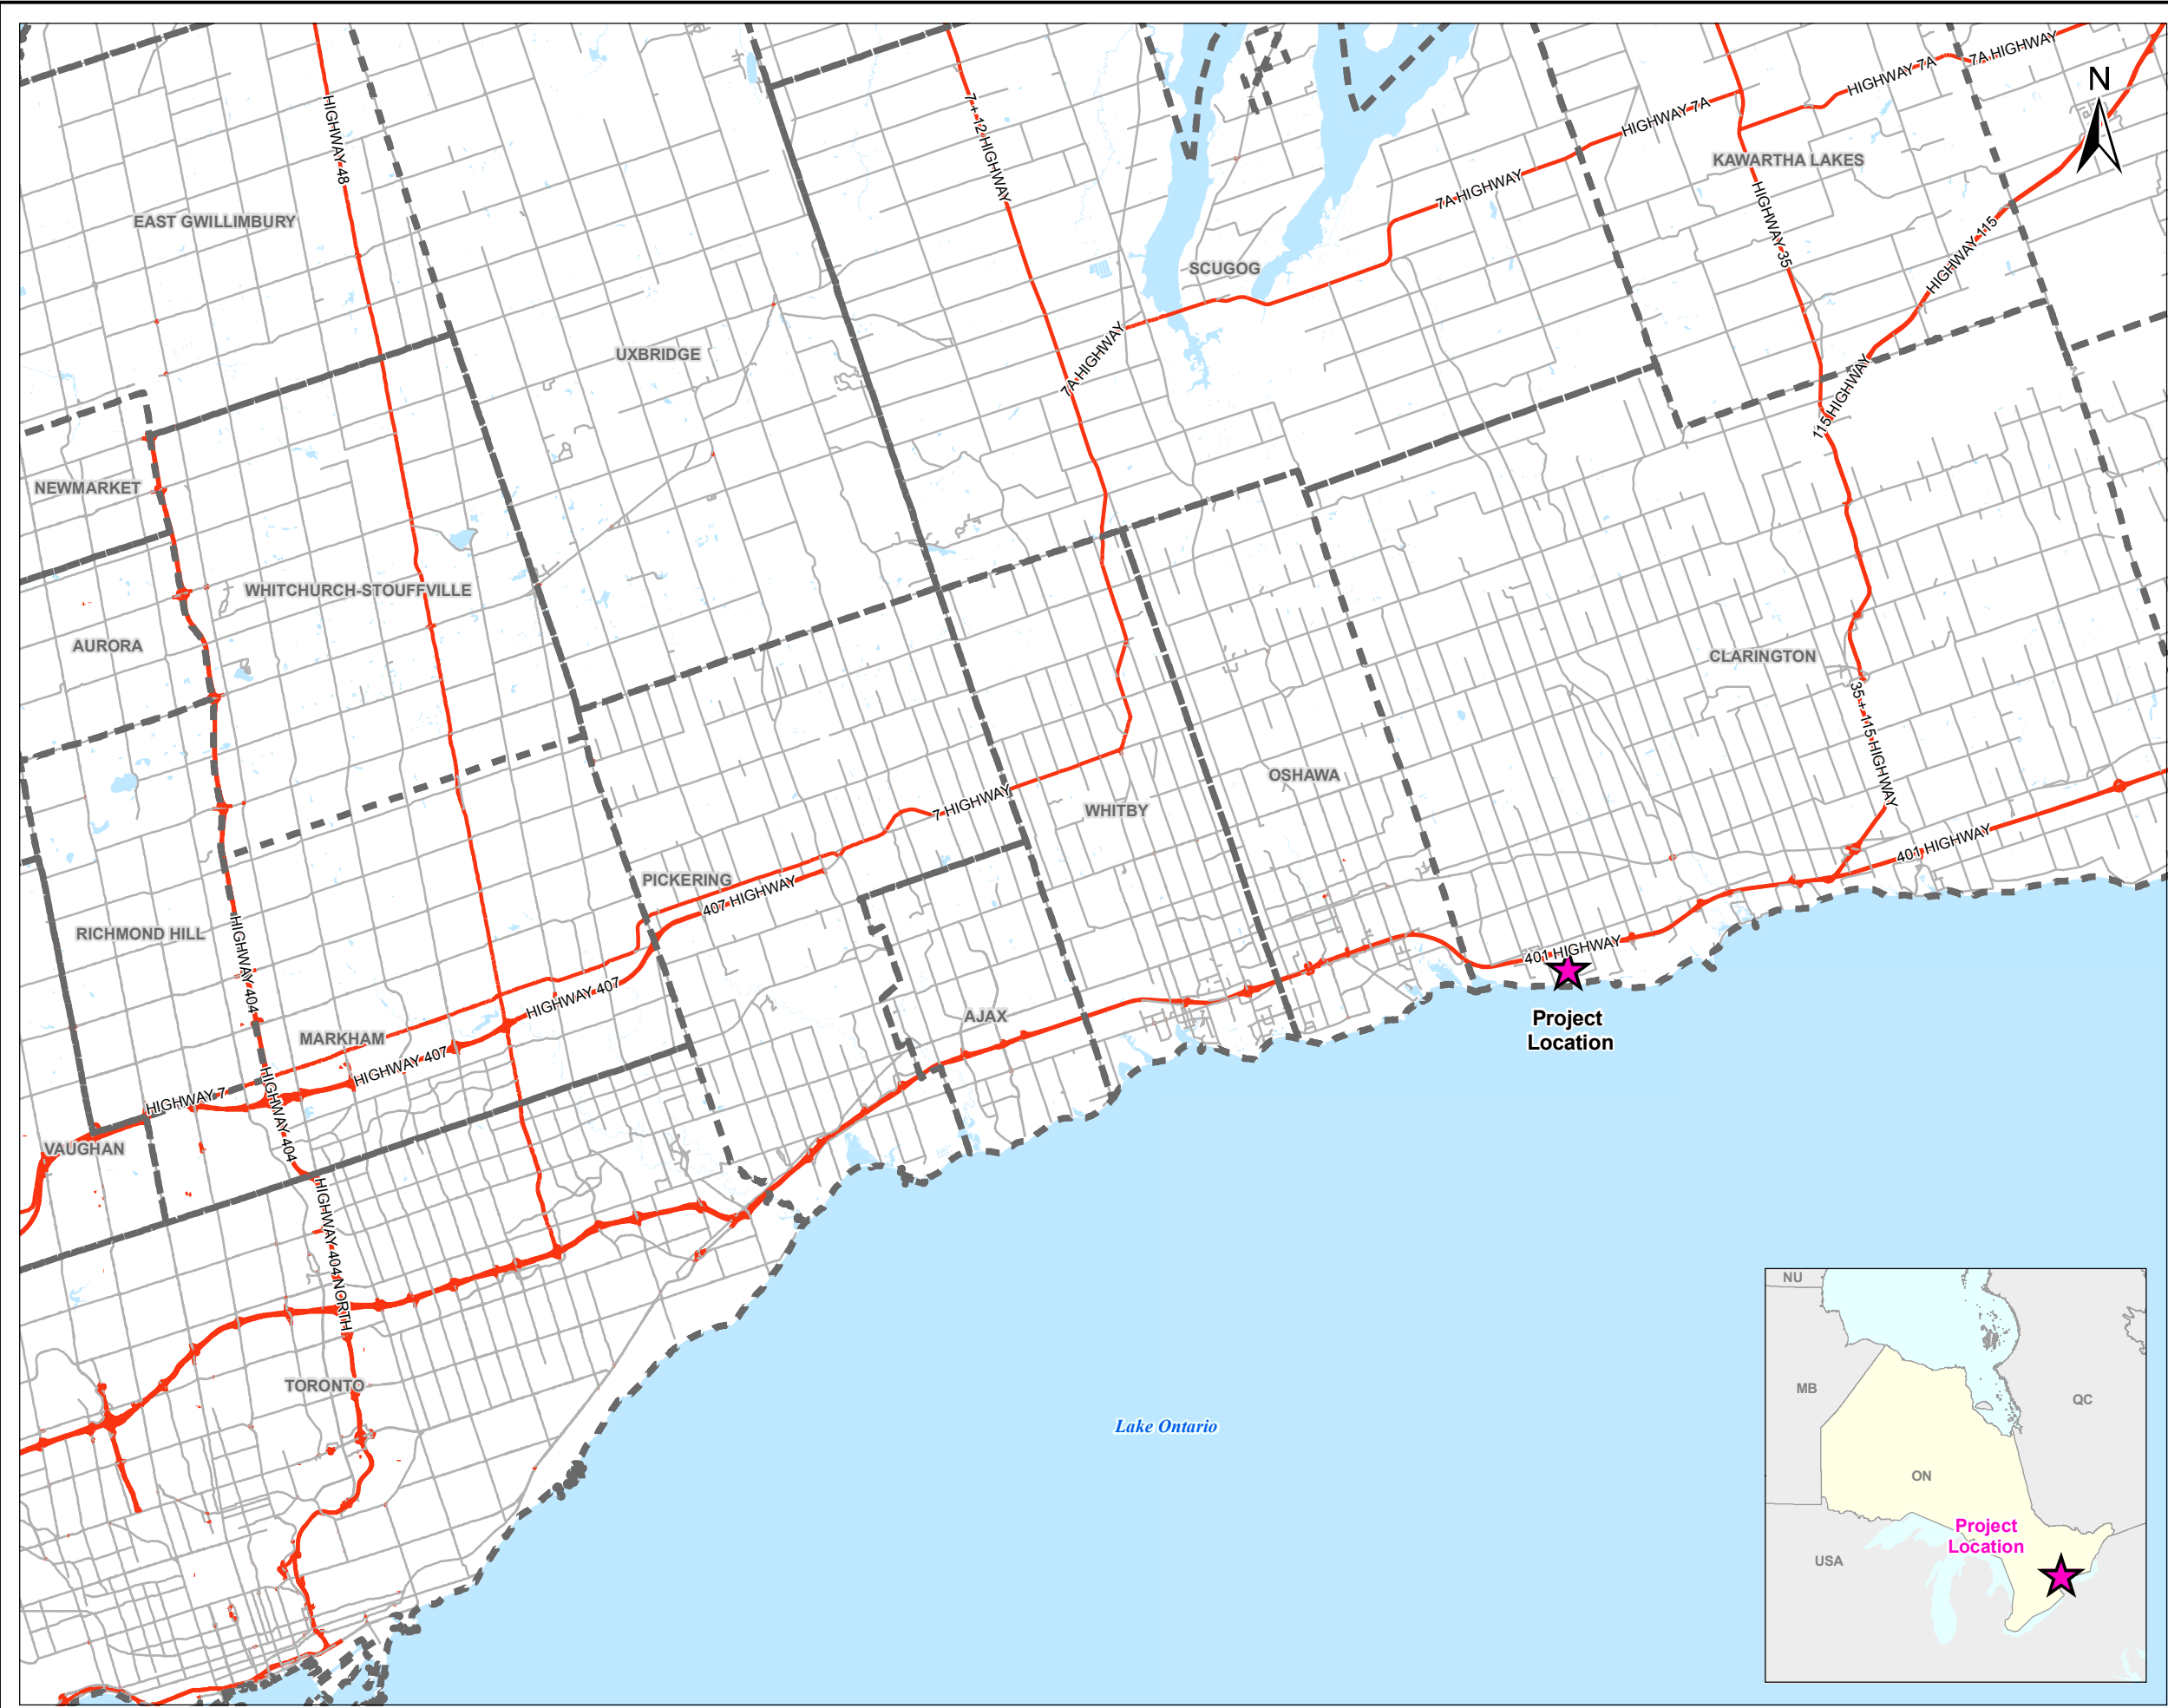 7A HIGHWAY
HIGHWAY 7A
N
HIGHWAY 7A
HIGHWAY 48
7 + 12 HIGHWAY
KAWARTHA LAKES
7A HIGHWAY
EAST GWILLIMBURY
HIGHWAY 35
HIGHWAY 115
SCUGOG
UXBRIDGE
7A HIGHWAY
115 HIGHWAY
NEWMARKET
WHITCHURCH-STOUFFVILLE
AURORA
CLARINGTON
35 + 115 HIGHWAY
OSHAWA
7 HIGHWAY
WHITBY
401 HIGHWAY
PICKERING
407 HIGHWAY
RICHMOND HILL
HIGHWAY 404
401 HIGHWAY
HIGHWAY 407
AJAX
Project
Location
MARKHAM
HIGHWAY 407
HIGHWAY 7
HIGHWAY 404
VAUGHAN
HIGHWAY 404 NORTH
TORONTO
Lake Ontario
NU
MB
QC
ON
Project
Location
USA